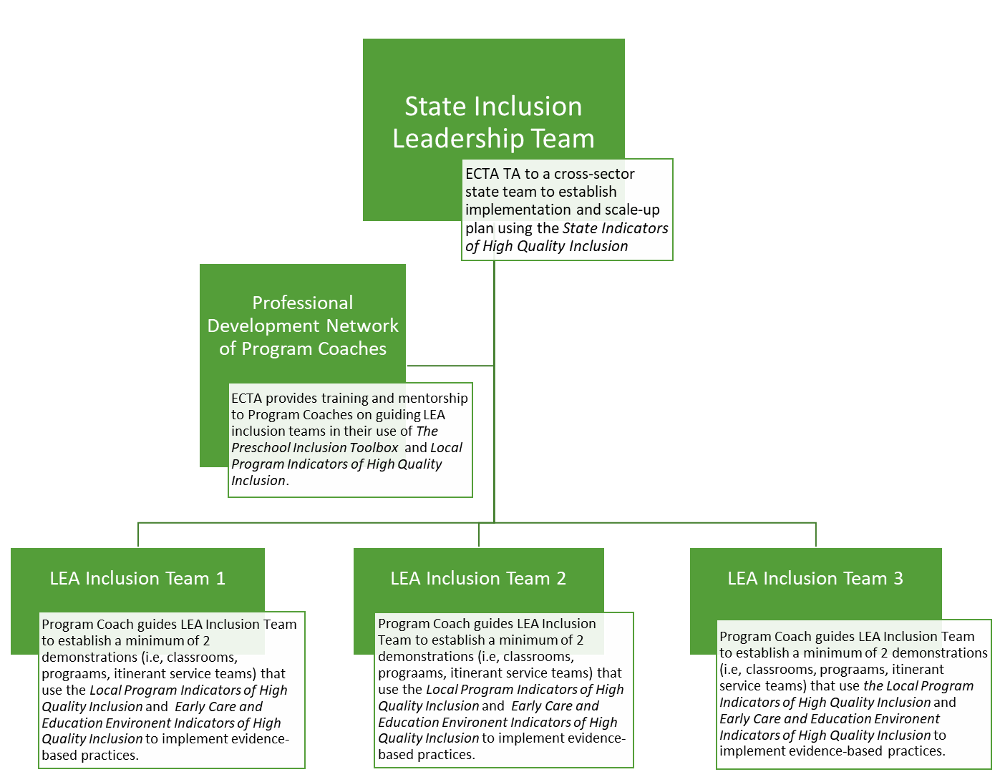 State Inclusion
Leadership Team
ECTA TA to a cross-sector
state team to establish
implementation and scale-up
plan using the State Indicators
of High Quality Inclusion
Professional
Development Network
of Program Coaches
ECTA provides training and mentorship
to Program Coaches on guiding LEA
inclusion teams in their use of The
Preschool Inclusion Toolbox and Local
Program Indicators of High Quality
Inclusion.
LEA Inclusion Team 1
Program Coach guides LEA Inclusion Team
to establish a minimum of 2
demonstrations (i.e, classrooms,
prograams, itinerant service teams) that
use the Local Program Indicators of High
Quality Inclusion and Early Care and
Education Environent Indicators of High
Quality Inclusion to implement evidence-
based practices.
LEA Inclusion Team 2
Program Coach guides LEA Inclusion
Team to establish a minimum of 2
demonstrations (i.e, classrooms,
prograams, itinerant service teams) that
use the Local Program Indicators of High
Quality Inclusion and Early Care and
Education Environent Indicators of High
Quality Inclusion to implement evidence-
based practices.
LEA Inclusion Team 3
Program Coach guides LEA Inclusion Team
to establish a minimum of 2 demonstrations
(i.e, classrooms, prograams, itinerant
service teams) that use the Local Program
Indicators of High Quality Inclusion and
Early Care and Education Environent
Indicators of High Quality Inclusion to
implement evidence-based practices.